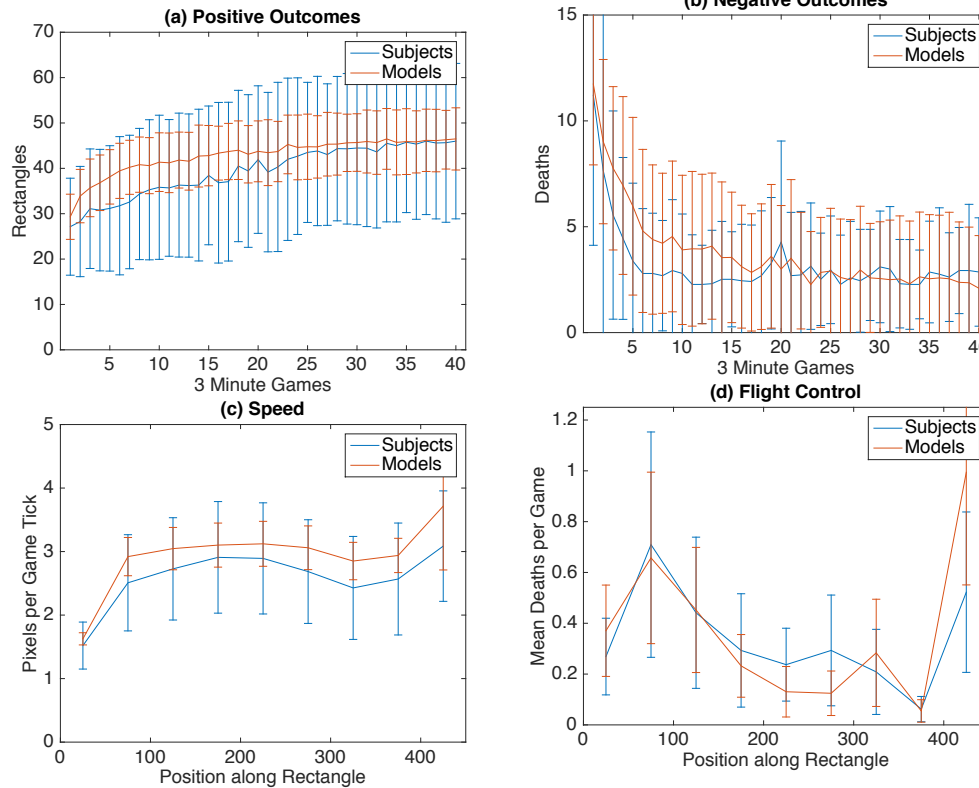 (a) Positive Outcomes
70
60
50
40
30
20
10
0
Rectangles
Subjects
Models
5 10 15 20 25 30 35 40
3 Minute Games
(b) Negative Outcomes
15
10
5
0
Deaths
Subjects
Models
5 10 15 20 25 30 35 40
3 Minute Games
(c) Speed
5
4
3
2
1
0
Pixels per Game Tick
Subjects
Models
0 100 200 300 400
Position along Rectangle
(d) Flight Control
1.2
1
0.8
0.6
0.4
0.2
0
Mean Deaths per Game
Subjects
Models
0 100 200 300 400
Position along Rectangle